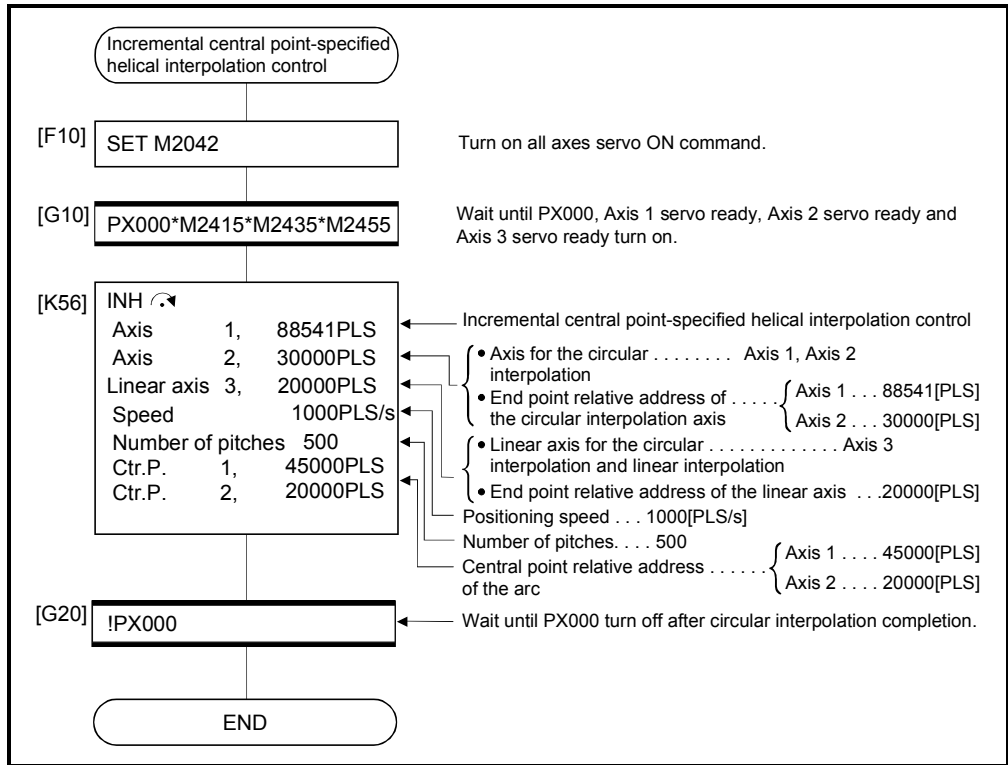 Incremental central point-specified
helical interpolation control
[F10]
SET M2042
Turn on all axes servo ON command.
[G10]
PX000*M2415*M2435*M2455
Wait until PX000, Axis 1 servo ready, Axis 2 servo ready and
Axis 3 servo ready turn on.
[K56]
INH
Axis 1, 88541PLS
Axis 2, 30000PLS
Linear axis 3, 20000PLS
Speed 1000PLS/s
Number of pitches 500
Ctr.P. 1, 45000PLS
Ctr.P. 2, 20000PLS
Incremental central point-specified helical interpolation control
• Axis for the circular . . . . . . . . Axis 1, Axis 2
interpolation
• End point relative address of . . . . . Axis 1 . . . 88541[PLS]
the circular interpolation axis Axis 2 . . . 30000[PLS]
• Linear axis for the circular . . . . . . . . . . . . . Axis 3
interpolation and linear interpolation
• End point relative address of the linear axis . . .20000[PLS]
Positioning speed . . . 1000[PLS/s]
Number of pitches. . . . 500
Central point relative address . . . . . . Axis 1 . . . . 45000[PLS]
of the arc Axis 2 . . . . 20000[PLS]
[G20]
!PX000
Wait until PX000 turn off after circular interpolation completion.
END